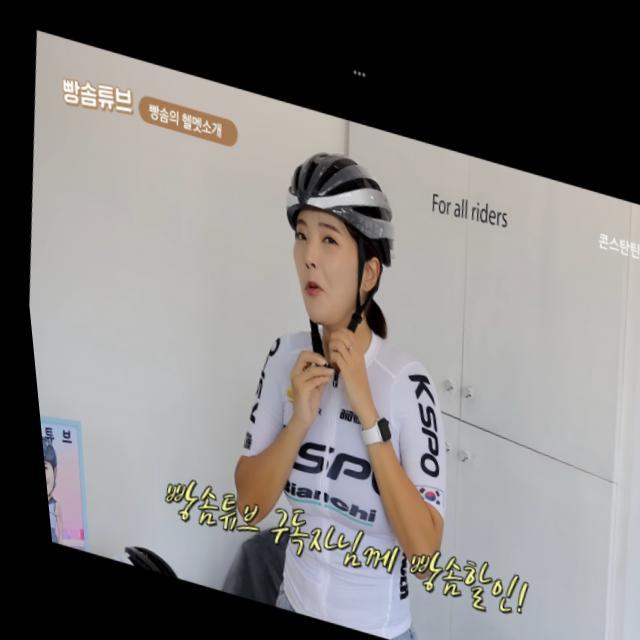 빵솜튜브
빵솜의 헬멧소개
For all riders
콘스탄틴
KSPO
KSPO
Bianchi
빵솜튜브 구독자님께 빵솜할인!